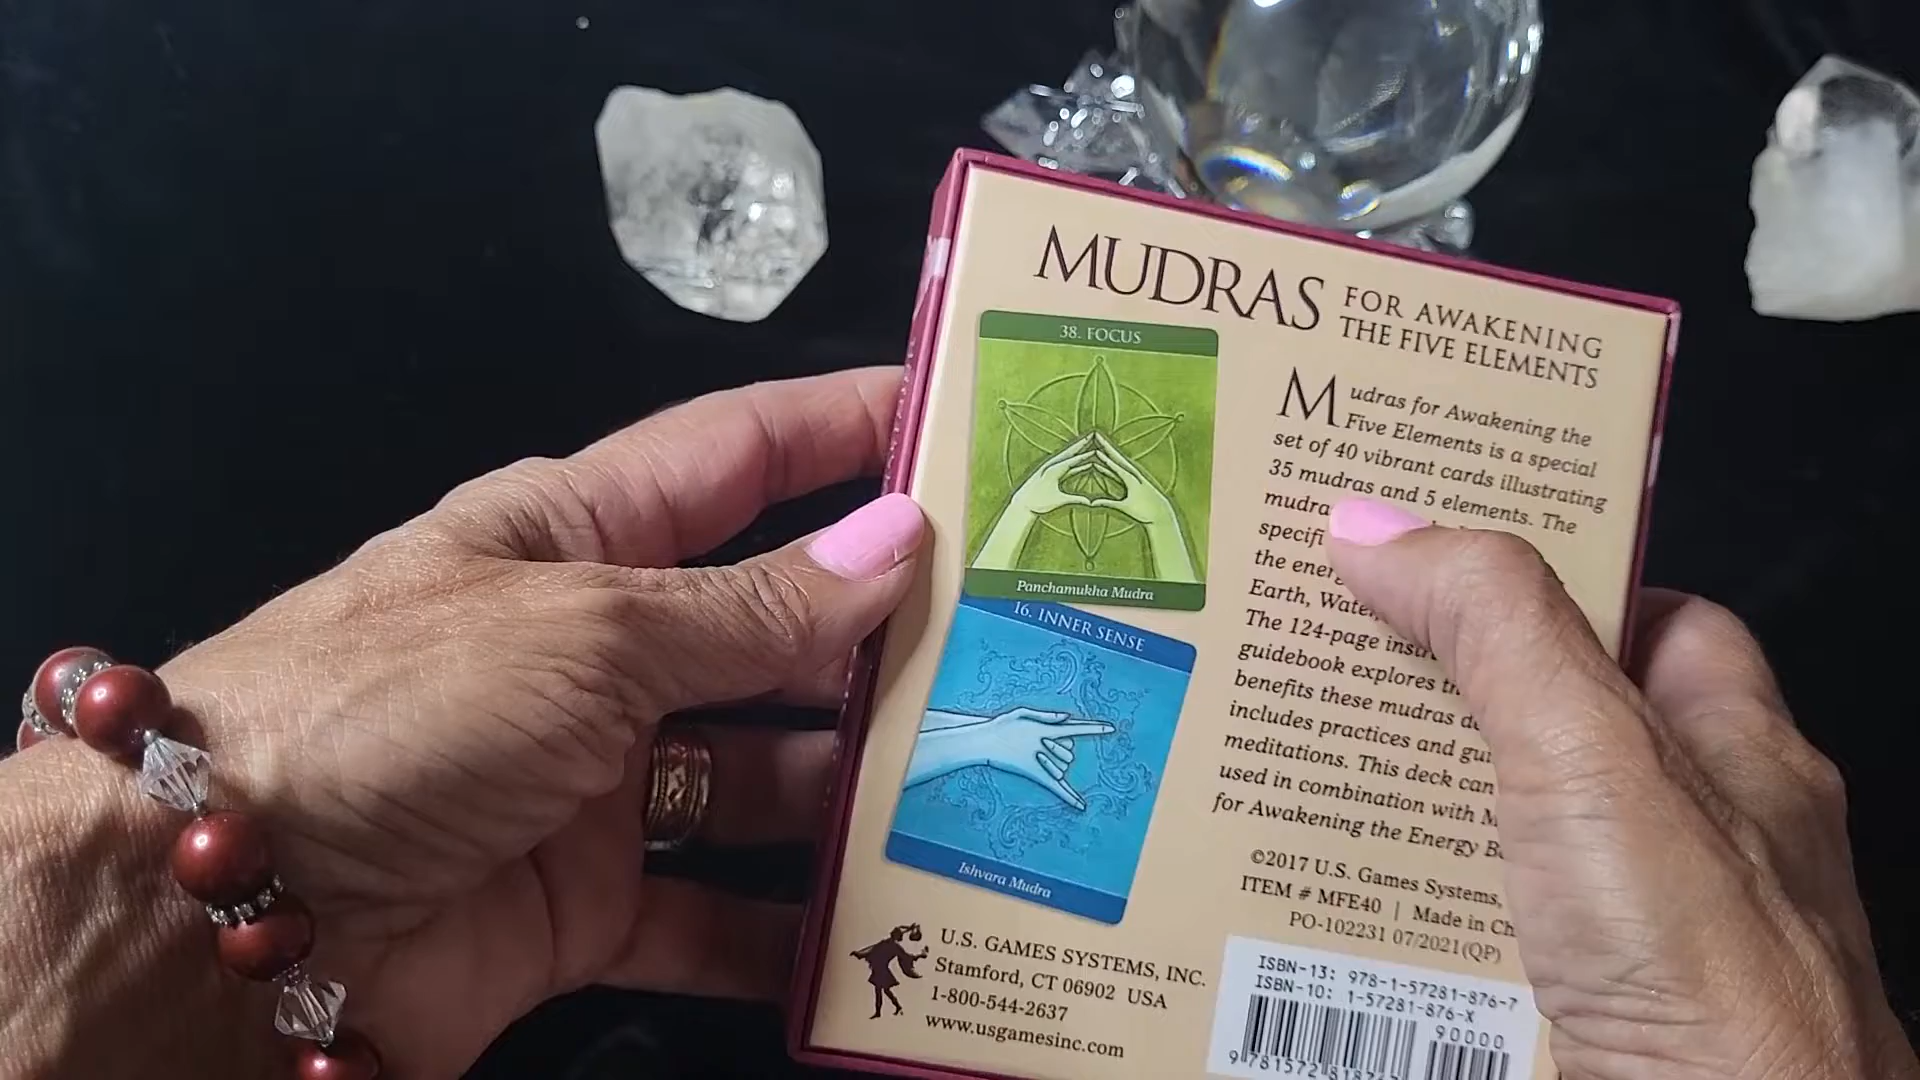 MUDRAS FOR AWAKENING
THE FIVE ELEMENTS
38. FOCUS
Panchamukha Mudra
16. INNER SENSE
Ishvara Mudra
Mudras for Awakening the
Five Elements is a special
set of 40 vibrant cards illustrating
35 mudras and 5 elements. The
mudra
specifi
the ener
Earth, Water,
The 124-page instr
guidebook explores th
benefits these mudras
includes practices and gui
meditations. This deck can
used in combination with M
for Awakening the Energy B
©2017 U.S. Games Systems,
ITEM # MFE40 | Made in Ch
PO-102231 07/2021(QP)
U.S. GAMES SYSTEMS, INC.
Stamford, CT 06902 USA
1-800-544-2637
www.usgamesinc.com
ISBN-13: 978-1-57281-876-7
ISBN-10: 1-57281-876-X
90000
9 781572 81876